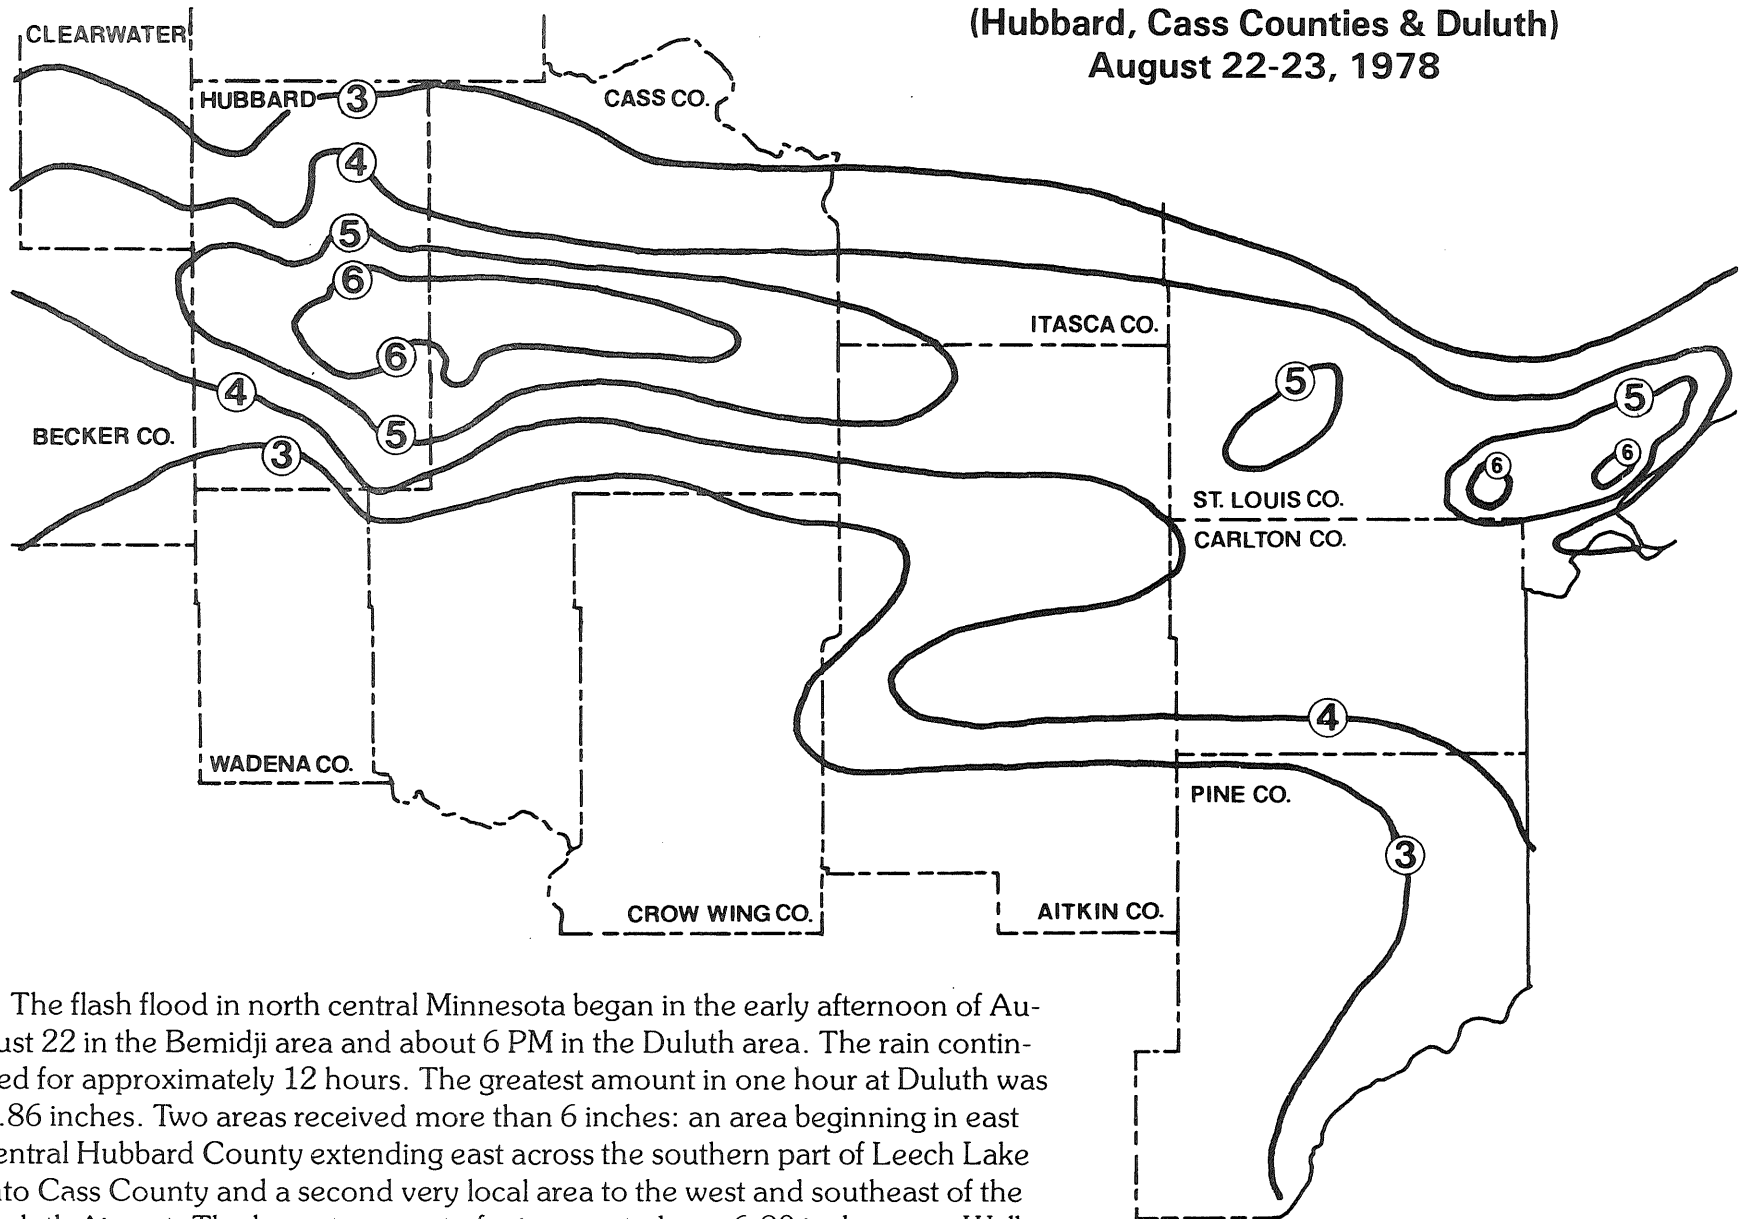 (Hubbard, Cass Counties & Duluth)
August 22-23, 1978
CLEARWATER
HUBBARD
3
CASS CO.
4
5
6
ITASCA CO.
6
4
5
5
BECKER CO.
5
3
6
6
ST. LOUIS CO.
CARLTON CO.
4
WADENA CO.
PINE CO.
3
CROW WING CO.
AITKIN CO.
The flash flood in north central Minnesota began in the early afternoon of Au-
ust 22 in the Bemidji area and about 6 PM in the Duluth area. The rain contin-
ed for approximately 12 hours. The greatest amount in one hour at Duluth was
.86 inches. Two areas received more than 6 inches: an area beginning in east
entral Hubbard County extending east across the southern part of Leech Lake
to Cass County and a second very local area to the west and southeast of the